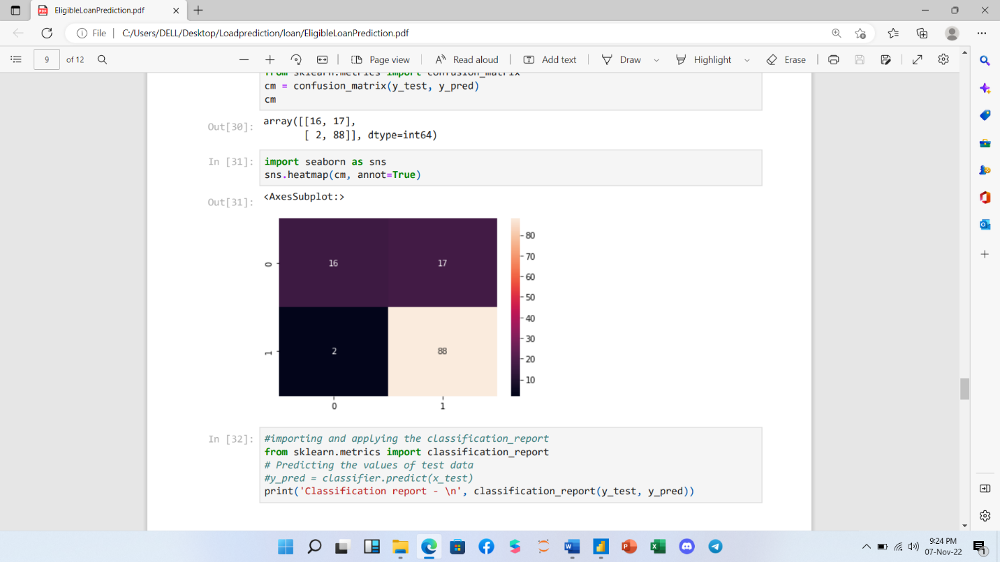 EligibleLoanPrediction.pdf
File
C:/Users/DELL/Desktop/Loadprediction/loan/EligibleLoanPrediction.pdf
9 of 12
Page view
Read aloud
Add text
Draw
Highlight
Erase
from sklearn.metrics import confusion_matrix
cm = confusion_matrix(y_test, y_pred)
cm
Out[30]: array([[16, 17],
[ 2, 88]], dtype=int64)
In [31]: import seaborn as sns
sns.heatmap(cm, annot=True)
Out[31]: <AxesSubplot:>
0
16
17
1
2
88
0
1
80
70
60
50
40
30
20
10
In [32]: #importing and applying the classification_report
from sklearn.metrics import classification_report
# Predicting the values of test data
#y_pred = classifier.predict(x_test)
print('Classification report - \n', classification_report(y_test, y_pred))
9:24 PM
07-Nov-22
1